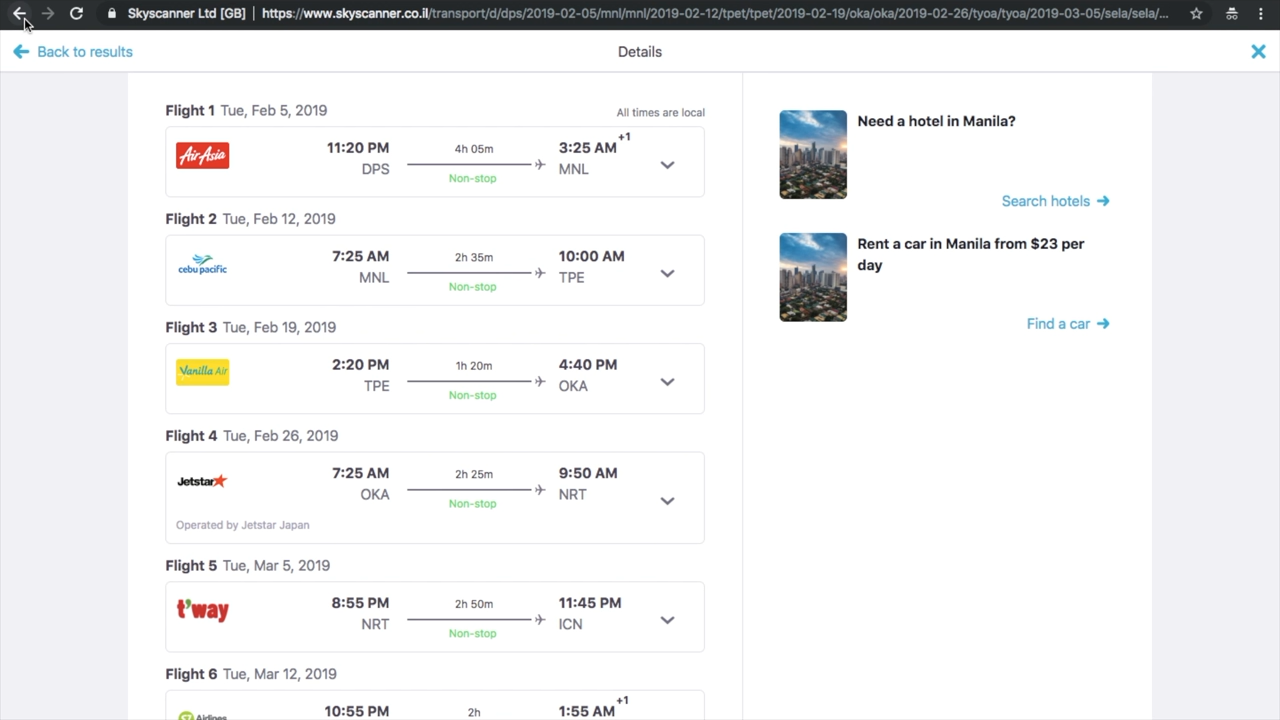 Skyscanner Ltd [GB] | https://www.skyscanner.co.il/transport/d/dps/2019-02-05/mnl/mnl/2019-02-12/tpet/tpet/2019-02-19/oka/oka/2019-02-26/tyoa/tyoa/2019-03-05/sela/sela/...
Back to results
Details
Flight 1 Tue, Feb 5, 2019
All times are local
AirAsia
11:20 PM
DPS
4h 05m
Non-stop
3:25 AM +1
MNL
Flight 2 Tue, Feb 12, 2019
cebu pacific
7:25 AM
MNL
2h 35m
Non-stop
10:00 AM
TPE
Flight 3 Tue, Feb 19, 2019
Vanilla Air
2:20 PM
TPE
1h 20m
Non-stop
4:40 PM
OKA
Flight 4 Tue, Feb 26, 2019
Jetstar
7:25 AM
OKA
2h 25m
Non-stop
9:50 AM
NRT
Operated by Jetstar Japan
Flight 5 Tue, Mar 5, 2019
t'way
8:55 PM
NRT
2h 50m
Non-stop
11:45 PM
ICN
Flight 6 Tue, Mar 12, 2019
Airlines
10:55 PM
2h
1:55 AM +1
Need a hotel in Manila?
Search hotels
Rent a car in Manila from $23 per
day
Find a car